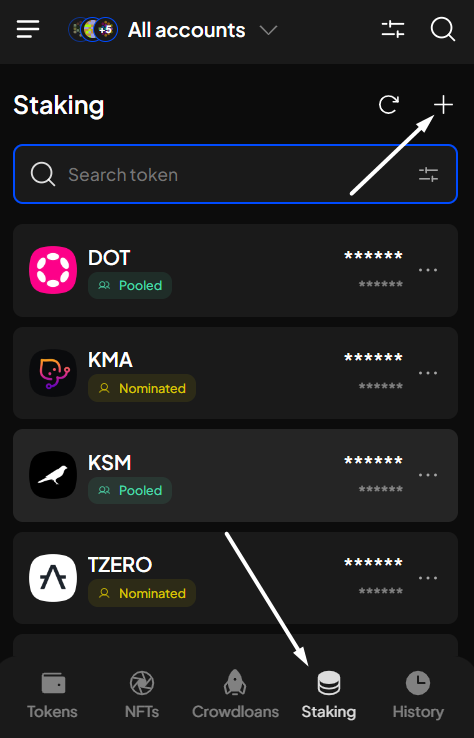 +5 All accounts
Staking
Search token
DOT ******
Pooled ******
KMA ******
Nominated ******
KSM ******
Pooled ******
TZERO ******
Nominated ******
Tokens NFTs Crowdloans Staking History